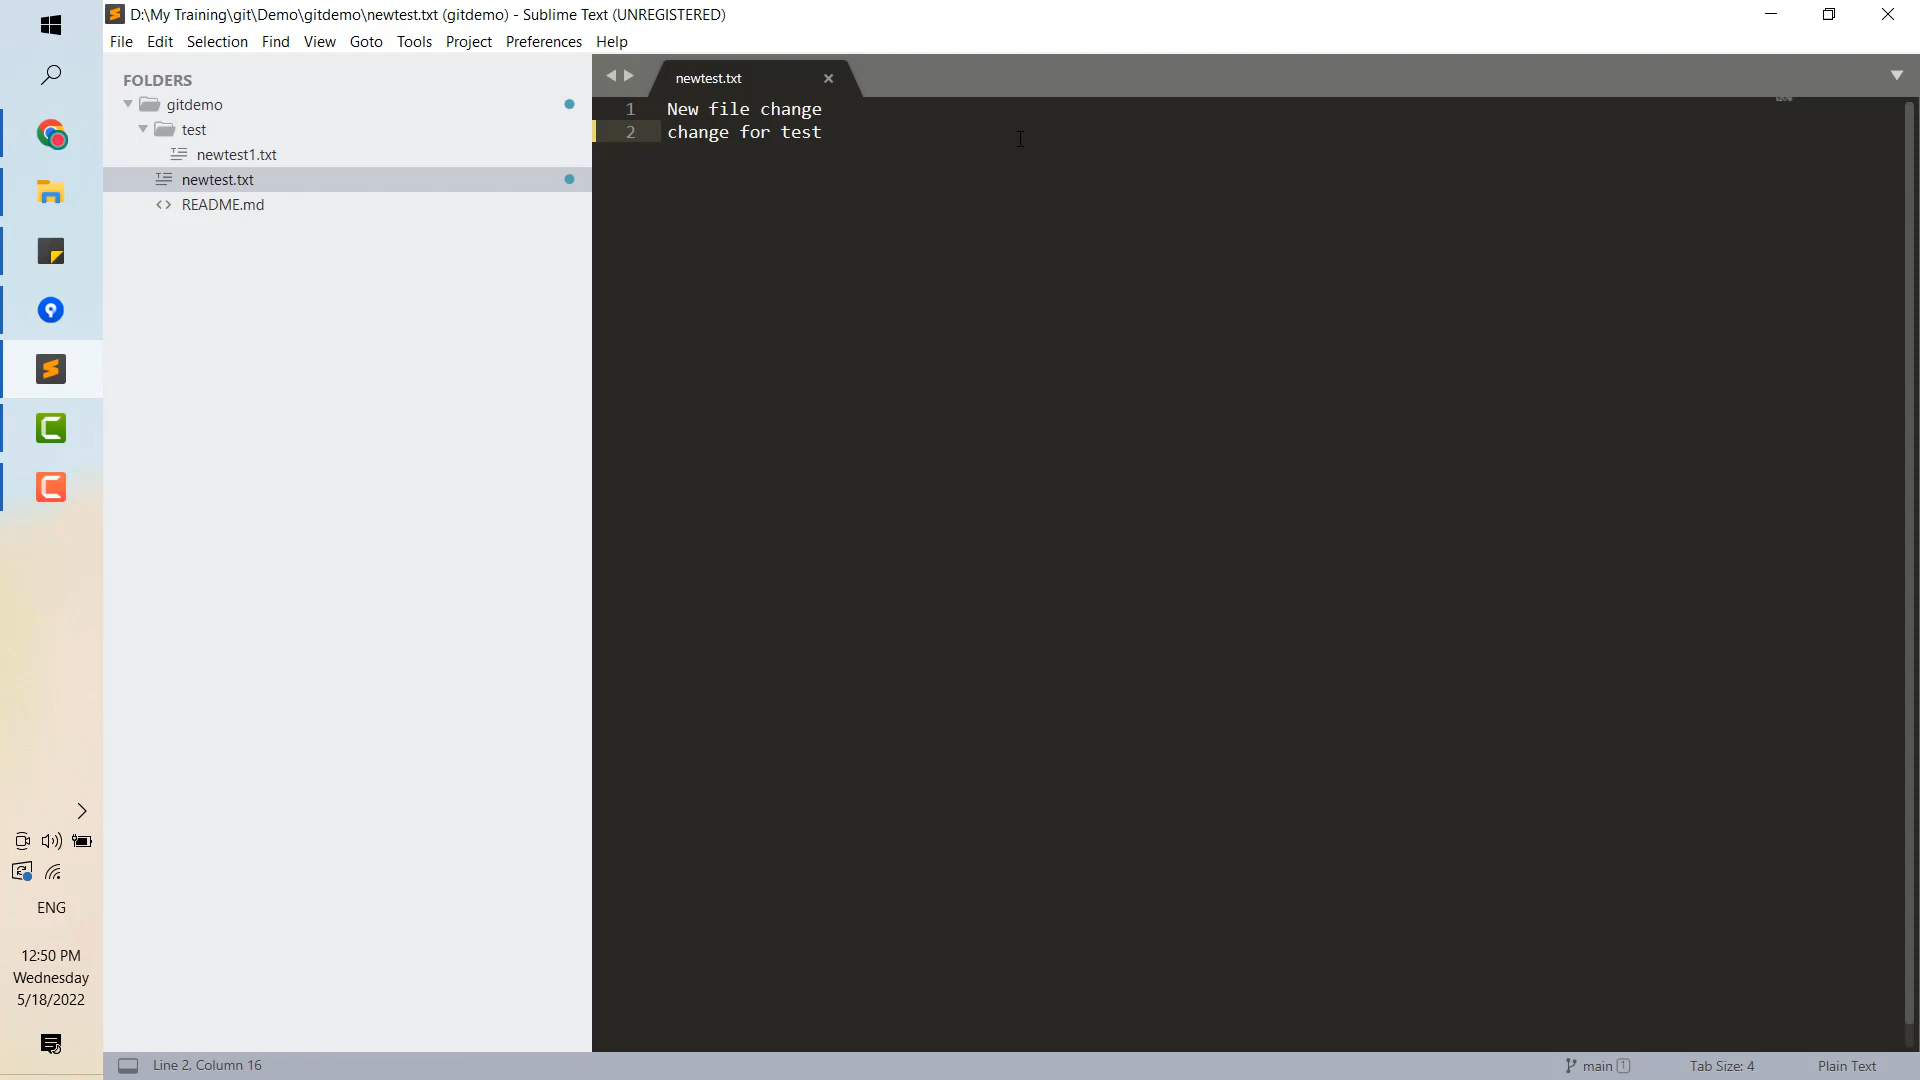 D:\My Training\git\Demo\gitdemo\newtest.txt (gitdemo) - Sublime Text (UNREGISTERED)
File Edit Selection Find View Goto Tools Project Preferences Help
FOLDERS
gitdemo
test
newtest1.txt
newtest.txt
README.md
newtest.txt
1 New file change
2 change for test
ENG
12:50 PM
Wednesday
5/18/2022
Line 2, Column 16
main 1
Tab Size: 4
Plain Text